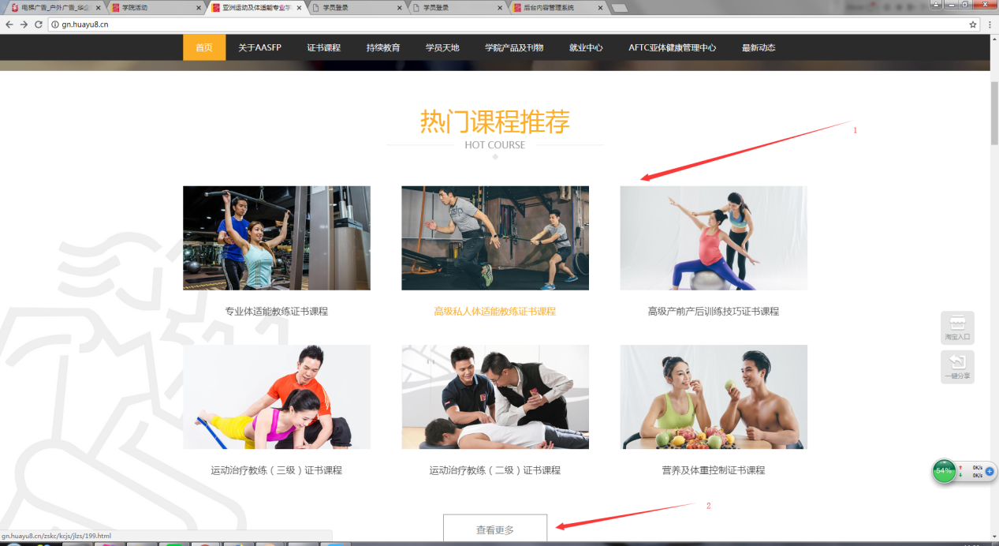 电梯广告_户外广告_华企
学院活动
亚洲运动及体适能专业学
学员登录
学员登录
后台内容管理系统
gn.huayu8.cn
首页 关于AASFP 证书课程 持续教育 学员天地 学院产品及刊物 就业中心 AFTC亚体健康管理中心 最新动态
热门课程推荐
HOT COURSE
1
专业体适能教练证书课程
高级私人体适能教练证书课程
高级产前产后训练技巧证书课程
淘宝入口
一键分享
运动治疗教练（三级）证书课程
运动治疗教练（二级）证书课程
营养及体重控制证书课程
54%
0K/s
0K/s
2
查看更多
gn.huayu8.cn/zskc/kcjs/jlzs/199.html